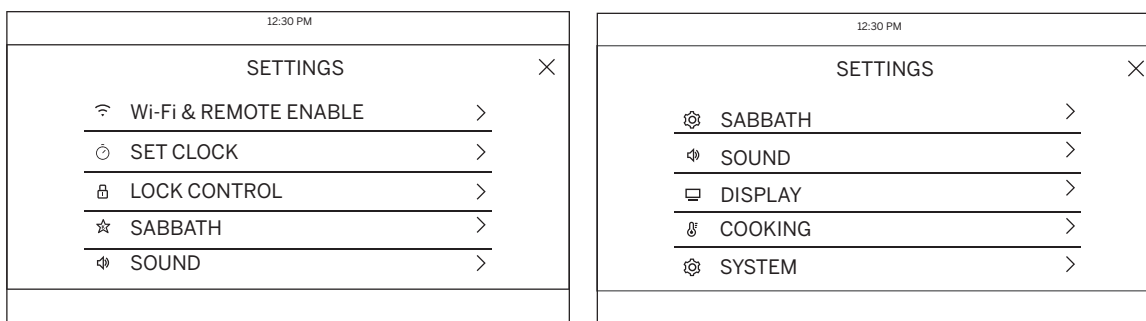 12:30 PM
SETTINGS
Wi-Fi & REMOTE ENABLE
SET CLOCK
LOCK CONTROL
SABBATH
SOUND
12:30 PM
SETTINGS
SABBATH
SOUND
DISPLAY
COOKING
SYSTEM